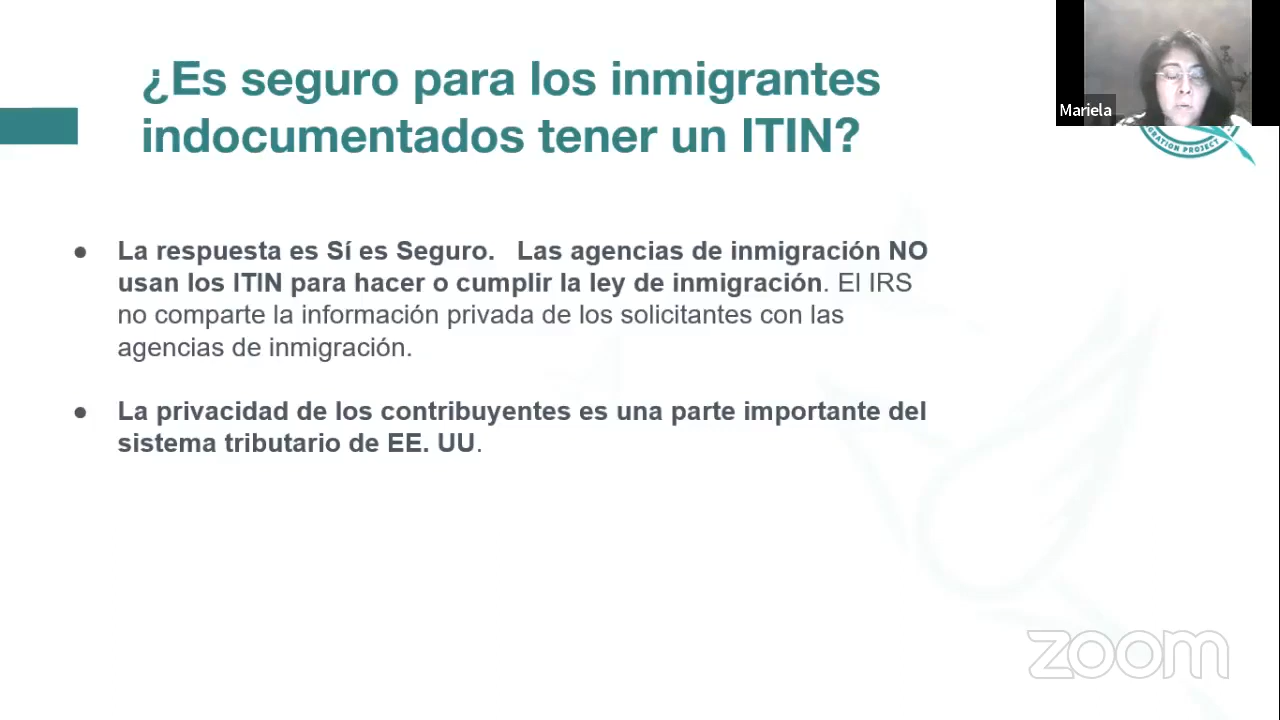 ¿Es seguro para los inmigrantes
indocumentados tener un ITIN?
Mariela
RATION PROJECT
● La respuesta es Sí es Seguro.   Las agencias de inmigración NO
usan los ITIN para hacer o cumplir la ley de inmigración. El IRS
no comparte la información privada de los solicitantes con las
agencias de inmigración.
● La privacidad de los contribuyentes es una parte importante del
sistema tributario de EE. UU.
zoom